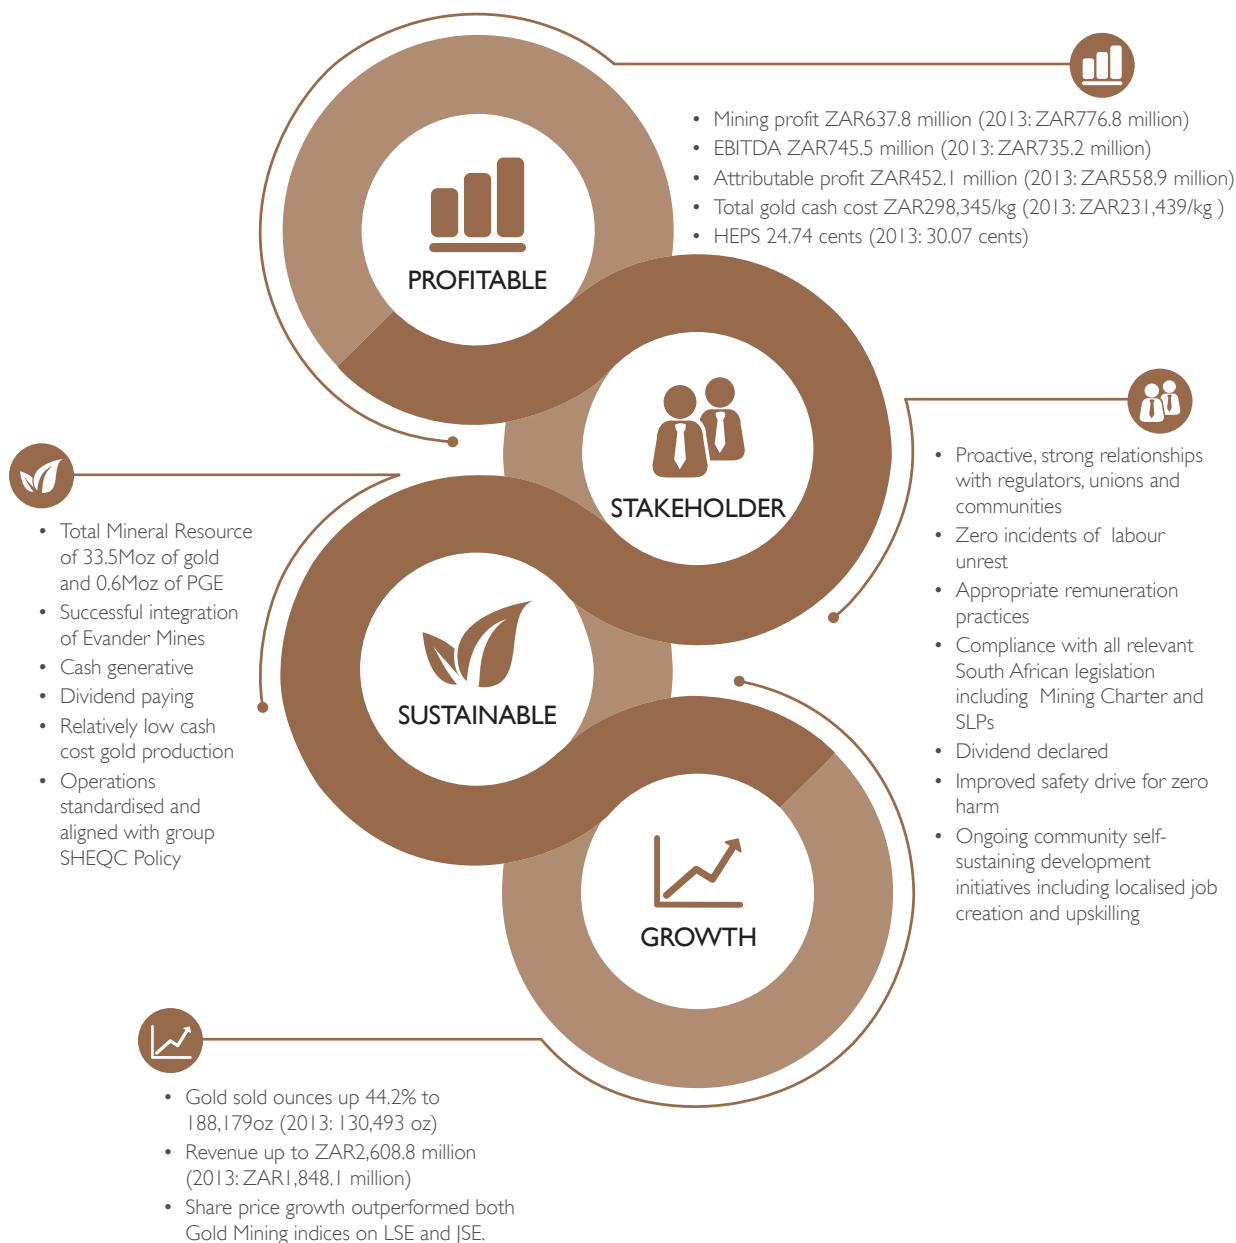 • Mining profit ZAR637.8 million (2013: ZAR776.8 million)
• EBITDA ZAR745.5 million (2013: ZAR735.2 million)
• Attributable profit ZAR452.1 million (2013: ZAR558.9 million)
• Total gold cash cost ZAR298,345/kg (2013: ZAR231,439/kg )
• HEPS 24.74 cents (2013: 30.07 cents)
PROFITABLE
STAKEHOLDER
• Proactive, strong relationships
with regulators, unions and
communities
• Zero incidents of labour
unrest
• Appropriate remuneration
practices
• Compliance with all relevant
South African legislation
including Mining Charter and
SLPs
• Dividend declared
• Improved safety drive for zero
harm
• Ongoing community self-
sustaining development
initiatives including localised job
creation and upskilling
• Total Mineral Resource
of 33.5Moz of gold
and 0.6Moz of PGE
• Successful integration
of Evander Mines
• Cash generative
• Dividend paying
• Relatively low cash
cost gold production
• Operations
standardised and
aligned with group
SHEQC Policy
SUSTAINABLE
GROWTH
• Gold sold ounces up 44.2% to
188,179oz (2013: 130,493 oz)
• Revenue up to ZAR2,608.8 million
(2013: ZAR1,848.1 million)
• Share price growth outperformed both
Gold Mining indices on LSE and JSE.